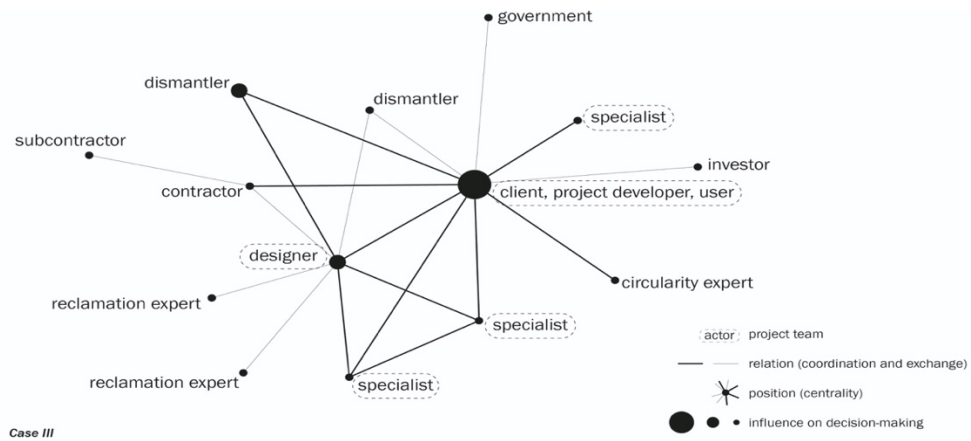 government
dismantler
dismantler
specialist
subcontractor
investor
contractor
client, project developer, user
designer
circularity expert
reclamation expert
specialist
actor project team
relation (coordination and exchange)
reclamation expert
specialist
position (centrality)
influence on decision-making
Case III